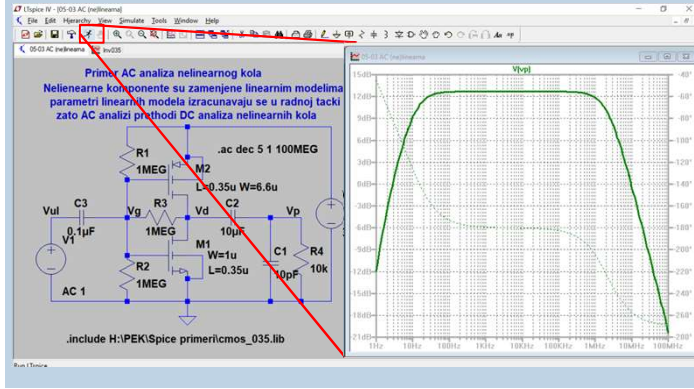 LTspice IV - [05-03 AC (ne)linearna]
File Edit Hierarchy View Simulate Tools Window Help
05-03 AC (ne)linearna inv035
Primer AC analiza nelinearnog kola
Nelienerne komponente su zamenjene linearnim modelima
parametri linearnih modela izracunavaju se u radnoj tacki
zato AC analizi prethodi DC analiza nelinearnih kola
.ac dec 5 1 100MEG
R1
1MEG
M2
L=0.35u W=6.6u
Vul
C3
0.1µF
Vg
R3
1MEG
Vd
C2
10µF
Vp
V1
AC 1
R2
1MEG
M1
W=1u
L=0.35u
C1
10pF
R4
10k
.include H:\PEK\Spice primeri\cmos_035.lib
Run LTspice
05-03 AC (ne)linearna
V(vp)
15dB
12dB
9dB
6dB
3dB
0dB
-3dB
-6dB
-9dB
-12dB
-15dB
-18dB
-21dB
-40°
-60°
-80°
-100°
-120°
-140°
-160°
-180°
-200°
-220°
-240°
-260°
-280°
1Hz 10Hz 100Hz 1KHz 10KHz 100KHz 1MHz 10MHz 100MHz